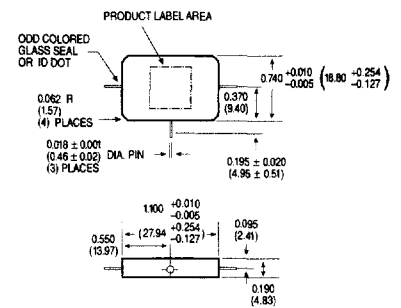 PRODUCT LABEL AREA
ODD COLORED
GLASS SEAL
OR ID DOT
0.740 +0.010 −0.005 (18.80 +0.254 −0.127)
0.062 R
(1.57)
(4) PLACES
0.370
(9.40)
0.018 ± 0.001
(0.46 ± 0.02) DIA. PIN
(3) PLACES
0.195 ± 0.020
(4.95 ± 0.51)
1.100 +0.010 −0.005
(27.94 +0.254 −0.127)
0.550
(13.97)
0.095
(2.41)
0.190
(4.83)